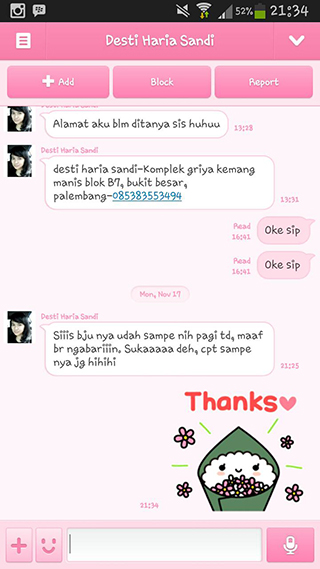 52% 21:34
Desti Haria Sandi
Add
Block
Report
Desti Haria Sandi
Alamat aku blm ditanya sis huhuu
13:28
Desti Haria Sandi
desti haria sandi-Komplek griya kemang
manis blok B7, bukit besar,
palembang-085383553494
13:31
Read
16:41
Oke sip
Read
16:41
Oke sip
Mon, Nov 17
Desti Haria Sandi
Siiis bju nya udah sampe nih pagi td, maaf
br ngabariiin. Sukaaaaa deh, cpt sampe
nya jg hihihi
21:25
Thanks
21:34